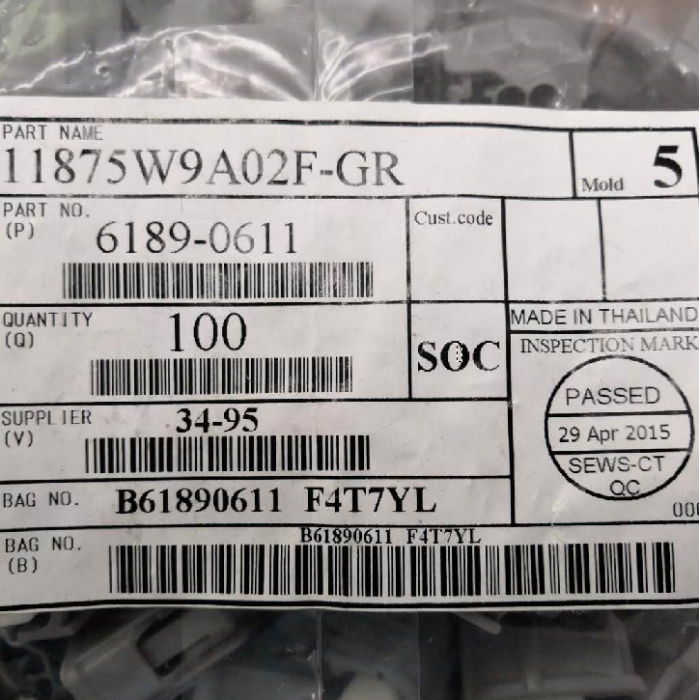 PART NAME
11875W9A02F-GR
Mold 5
PART NO.
(P)
6189-0611
Cust.code
QUANTITY
(Q)
100
SOC
MADE IN THAILAND
INSPECTION MARK
PASSED
29 Apr 2015
SEWS-CT
QC
SUPPLIER
(V)
34-95
BAG NO.
B61890611 F4T7YL
BAG NO.
(B)
B61890611 F4T7YL